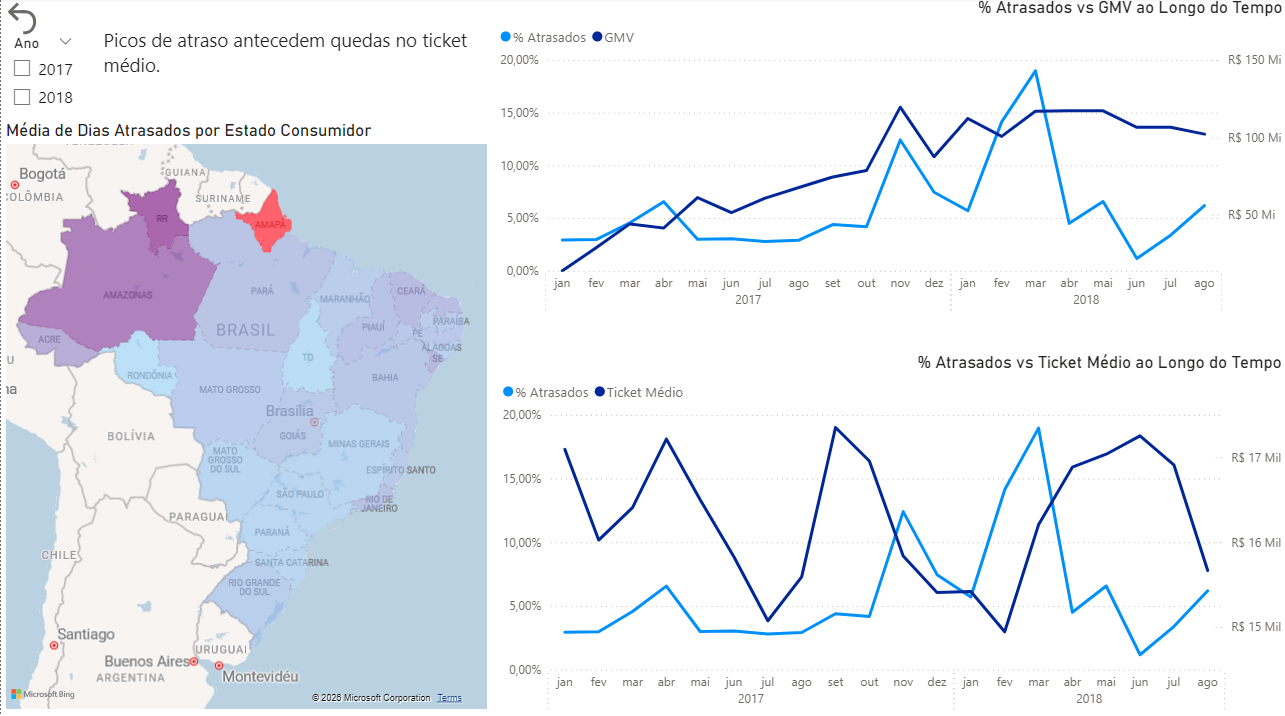 Ano
2017
2018
Picos de atraso antecedem quedas no ticket
médio.
Média de Dias Atrasados por Estado Consumidor
Bogotá
COLÔMBIA
GUIANA
SURINAME
RR
AMAPÁ
AMAZONAS
PARÁ
MARANHÃO
CEARÁ
BRASIL
PIAUÍ
PARAÍBA
PE
ACRE
ALAGOAS
SE
TO
RONDÔNIA
BAHIA
MATO GROSSO
Brasília
GOIÁS
BOLÍVIA
MINAS GERAIS
MATO
GROSSO
DO SUL
ESPÍRITO SANTO
SÃO PAULO
RIO DE
JANEIRO
PARAGUAI
PARANÁ
CHILE
SANTA CATARINA
RIO GRANDE
DO SUL
Santiago
URUGUAI
Buenos Aires
ARGENTINA
Montevidéu
Microsoft Bing
© 2026 Microsoft Corporation Terms
% Atrasados vs GMV ao Longo do Tempo
% Atrasados GMV
20,00% R$ 150 Mi
15,00%
R$ 100 Mi
10,00%
5,00% R$ 50 Mi
0,00%
jan fev mar abr mai jun jul ago set out nov dez jan fev mar abr mai jun jul ago
2017 2018
% Atrasados vs Ticket Médio ao Longo do Tempo
% Atrasados Ticket Médio
20,00%
R$ 17 Mil
15,00%
10,00% R$ 16 Mil
5,00% R$ 15 Mil
0,00%
jan fev mar abr mai jun jul ago set out nov dez jan fev mar abr mai jun jul ago
2017 2018